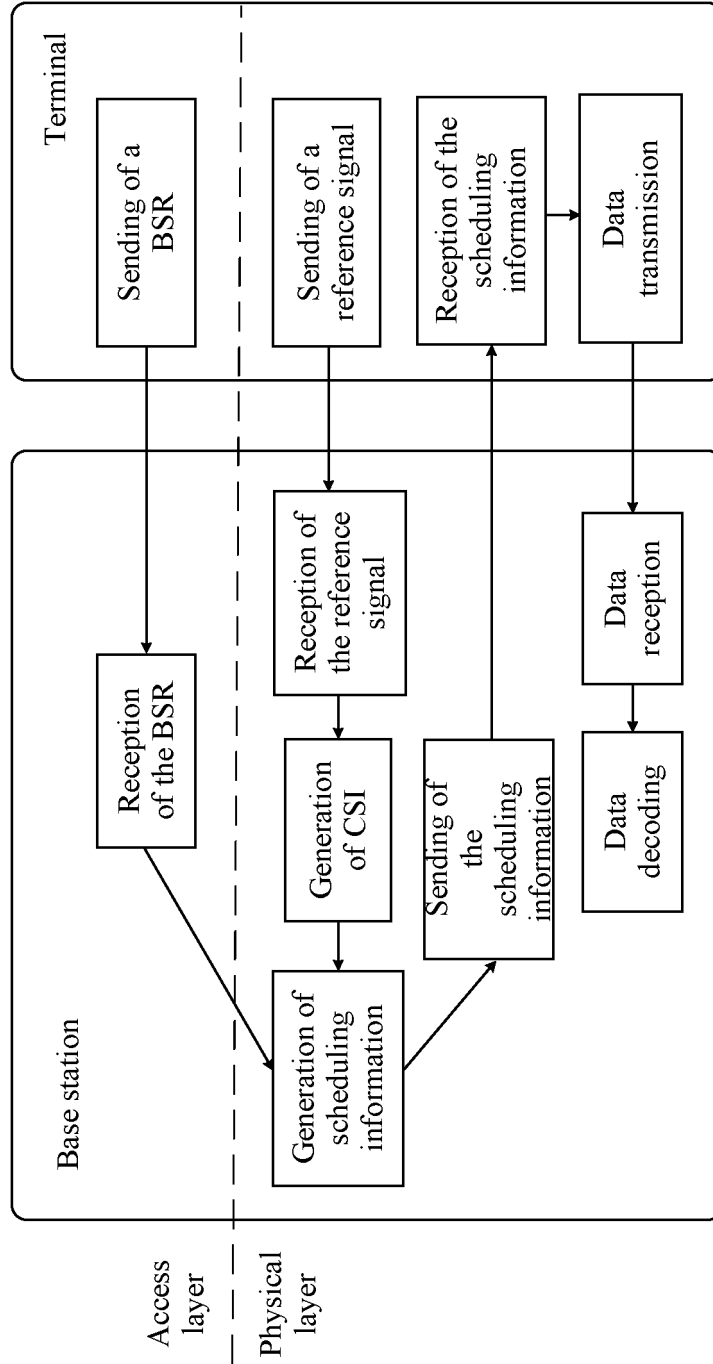 Base station
Terminal
Access
layer
Reception
of the BSR
Sending of a
BSR
Physical layer
Generation of
scheduling
information
Generation
of CSI
Reception of
the reference
signal
Sending of a
reference signal
Sending of
the
scheduling
information
Reception of the
scheduling
information
Data
decoding
Data
reception
Data
transmission